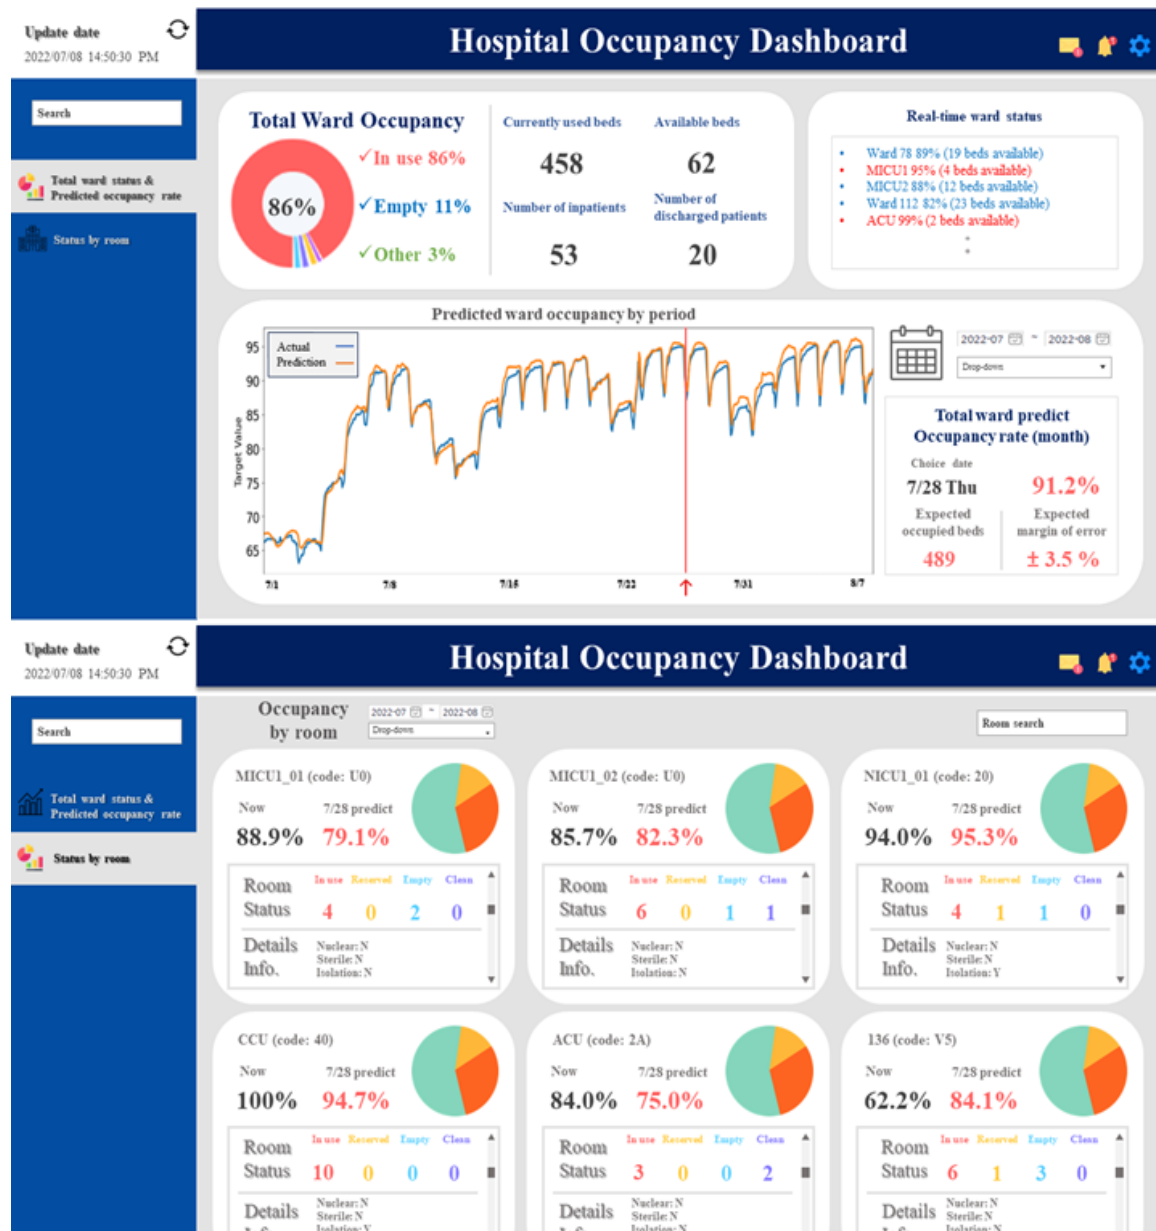 Update date
2022/07/08 14:50:30 PM
Hospital Occupancy Dashboard
Search
Total ward status &
Predicted occupancy rate
Status by room
Total Ward Occupancy
86%
✓In use 86%
✓Empty 11%
✓Other 3%
Currently used beds
458
Available beds
62
Number of inpatients
53
Number of
discharged patients
20
Real-time ward status
• Ward 78 89% (19 beds available)
• MICU1 95% (4 beds available)
• MICU2 88% (12 beds available)
• Ward 112 82% (23 beds available)
• ACU 99% (2 beds available)
Predicted ward occupancy by period
Actual
Prediction
Target Value
95
90
85
80
75
70
65
7/1 7/8 7/15 7/22 7/31 8/7
2022-07 ~ 2022-08
Drop-down
Total ward predict
Occupancy rate (month)
Choice date
7/28 Thu
91.2%
Expected
occupied beds
489
Expected
margin of error
± 3.5 %
Update date
2022/07/08 14:50:30 PM
Hospital Occupancy Dashboard
Search
Total ward status &
Predicted occupancy rate
Status by room
Occupancy
by room
2022-07 ~ 2022-08
Drop-down
Room search
MICU1_01 (code: U0)
Now 7/28 predict
88.9% 79.1%
Room
Status
In use Reserved Empty Clean
4 0 2 0
Details
Info.
Nuclear: N
Sterile: N
Isolation: N
MICU1_02 (code: U0)
Now 7/28 predict
85.7% 82.3%
Room
Status
In use Reserved Empty Clean
6 0 1 1
Details
Info.
Nuclear: N
Sterile: N
Isolation: N
NICU1_01 (code: 20)
Now 7/28 predict
94.0% 95.3%
Room
Status
In use Reserved Empty Clean
4 1 1 0
Details
Info.
Nuclear: N
Sterile: N
Isolation: Y
CCU (code: 40)
Now 7/28 predict
100% 94.7%
Room
Status
In use Reserved Empty Clean
10 0 0 0
Details
Nuclear: N
Sterile: N
ACU (code: 2A)
Now 7/28 predict
84.0% 75.0%
Room
Status
In use Reserved Empty Clean
3 0 0 2
Details
Nuclear: N
Sterile: N
136 (code: V5)
Now 7/28 predict
62.2% 84.1%
Room
Status
In use Reserved Empty Clean
6 1 3 0
Details
Nuclear: N
Sterile: N